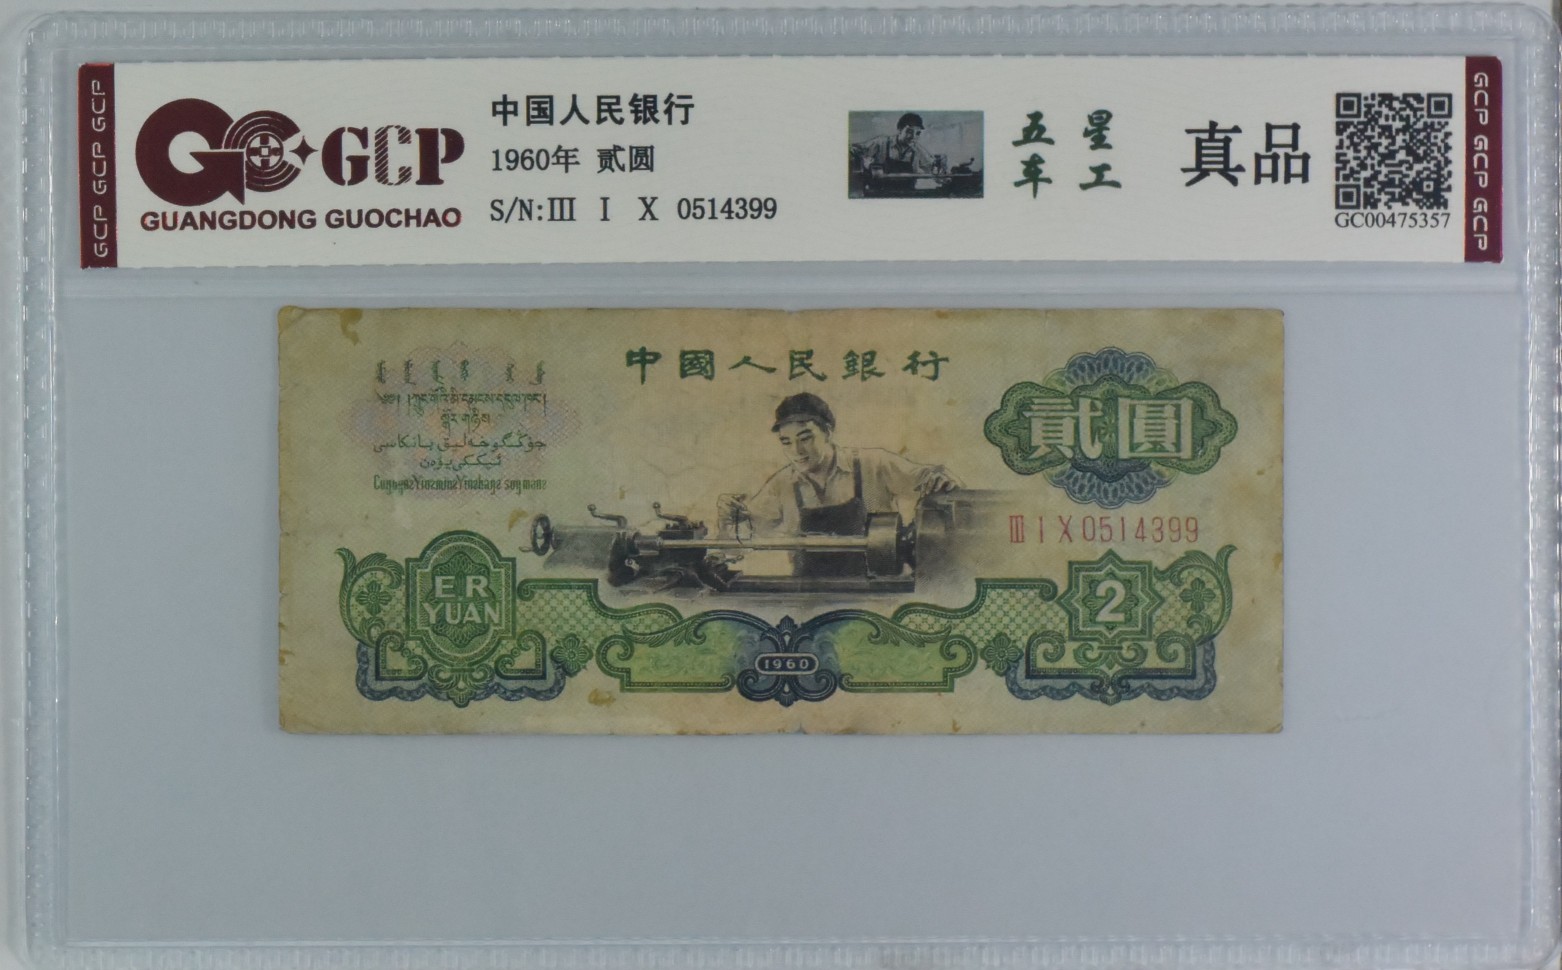 GCP GCP GCP
GCP
GUANGDONG GUOCHAO
中国人民银行
1960年 贰圆
S/N:Ⅲ Ⅰ Ⅹ 0514399
五星
车工
真品
GC00475357
GCP GCP GCP
中國人民銀行
貳圓
Ⅲ Ⅰ Ⅹ 0514399
ER
YUAN
1960
2